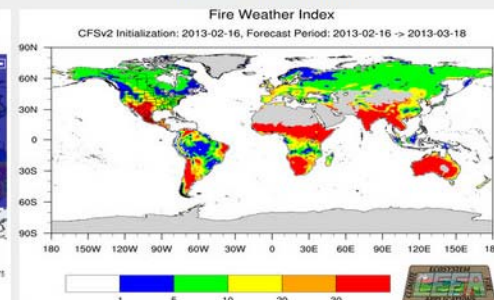 Fire Weather Index
CFSv2 Initialization: 2013-02-16, Forecast Period: 2013-02-16 -> 2013-03-18
90N
60N
30N
0
30S
60S
90S
180 150W 120W 90W 60W 30W 0 30E 60E 90E 120E 150E 18
1 5 10 20 30
ECOSYSTEM